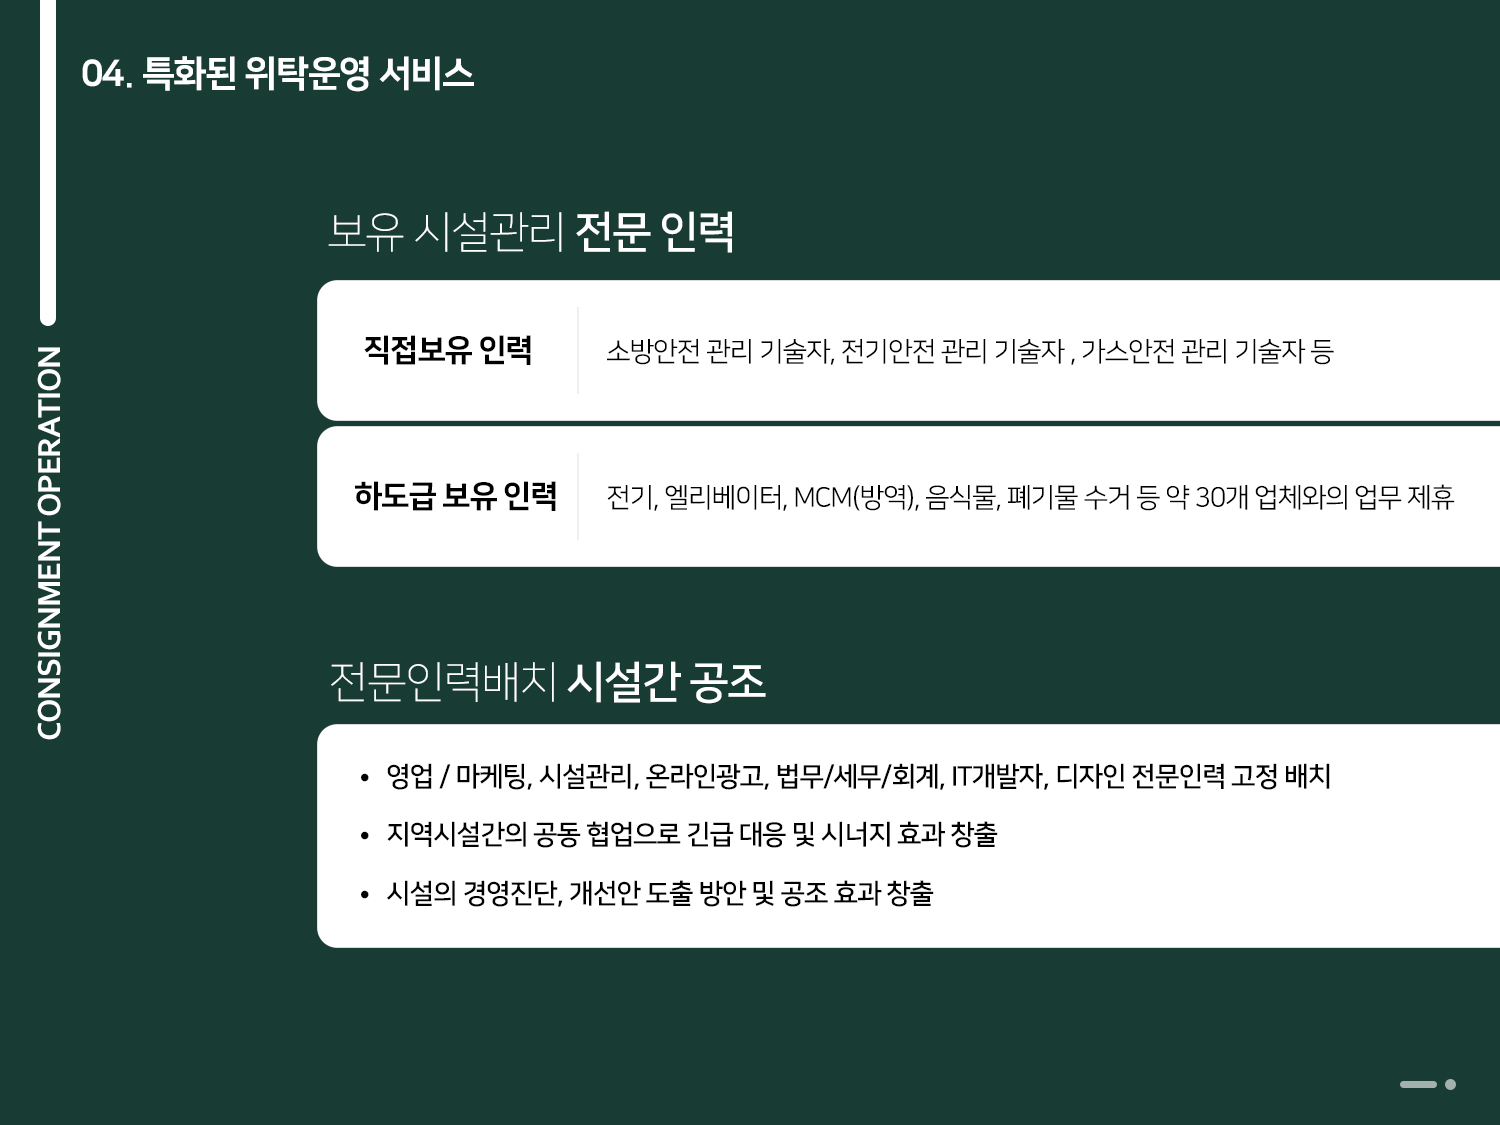 04. 특화된 위탁운영 서비스
CONSIGNMENT OPERATION
보유 시설관리 전문 인력
직접보유 인력
소방안전 관리 기술자, 전기안전 관리 기술자 , 가스안전 관리 기술자 등
하도급 보유 인력
전기, 엘리베이터, MCM(방역), 음식물, 폐기물 수거 등 약 30개 업체와의 업무 제휴
전문인력배치 시설간 공조
• 영업 / 마케팅, 시설관리, 온라인광고, 법무/세무/회계, IT개발자, 디자인 전문인력 고정 배치
• 지역시설간의 공동 협업으로 긴급 대응 및 시너지 효과 창출
• 시설의 경영진단, 개선안 도출 방안 및 공조 효과 창출